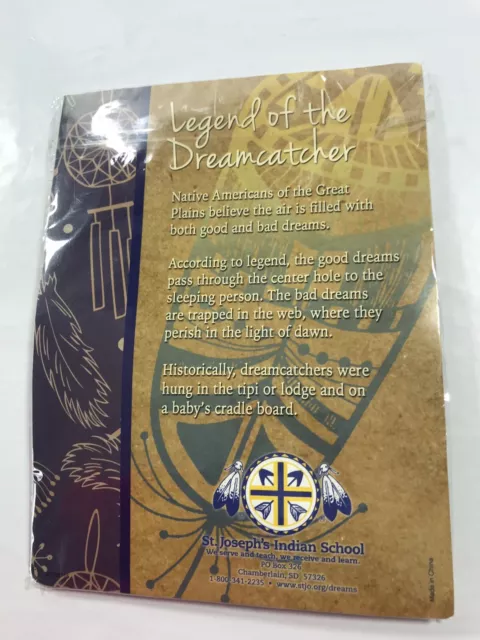 Legend of the
Dreamcatcher
Native Americans of the Great
Plains believe the air is filled with
both good and bad dreams.
According to legend, the good dreams
pass through the center hole to the
sleeping person. The bad dreams
are trapped in the web, where they
perish in the light of dawn.
Historically, dreamcatchers were
hung in the tipi or lodge and on
a baby's cradle board.
St. Joseph's Indian School
We serve and teach, we receive and learn.
PO Box 326
Chamberlain, SD 57326
1-800-341-2235 • www.stjo.org/dreams
Made in China